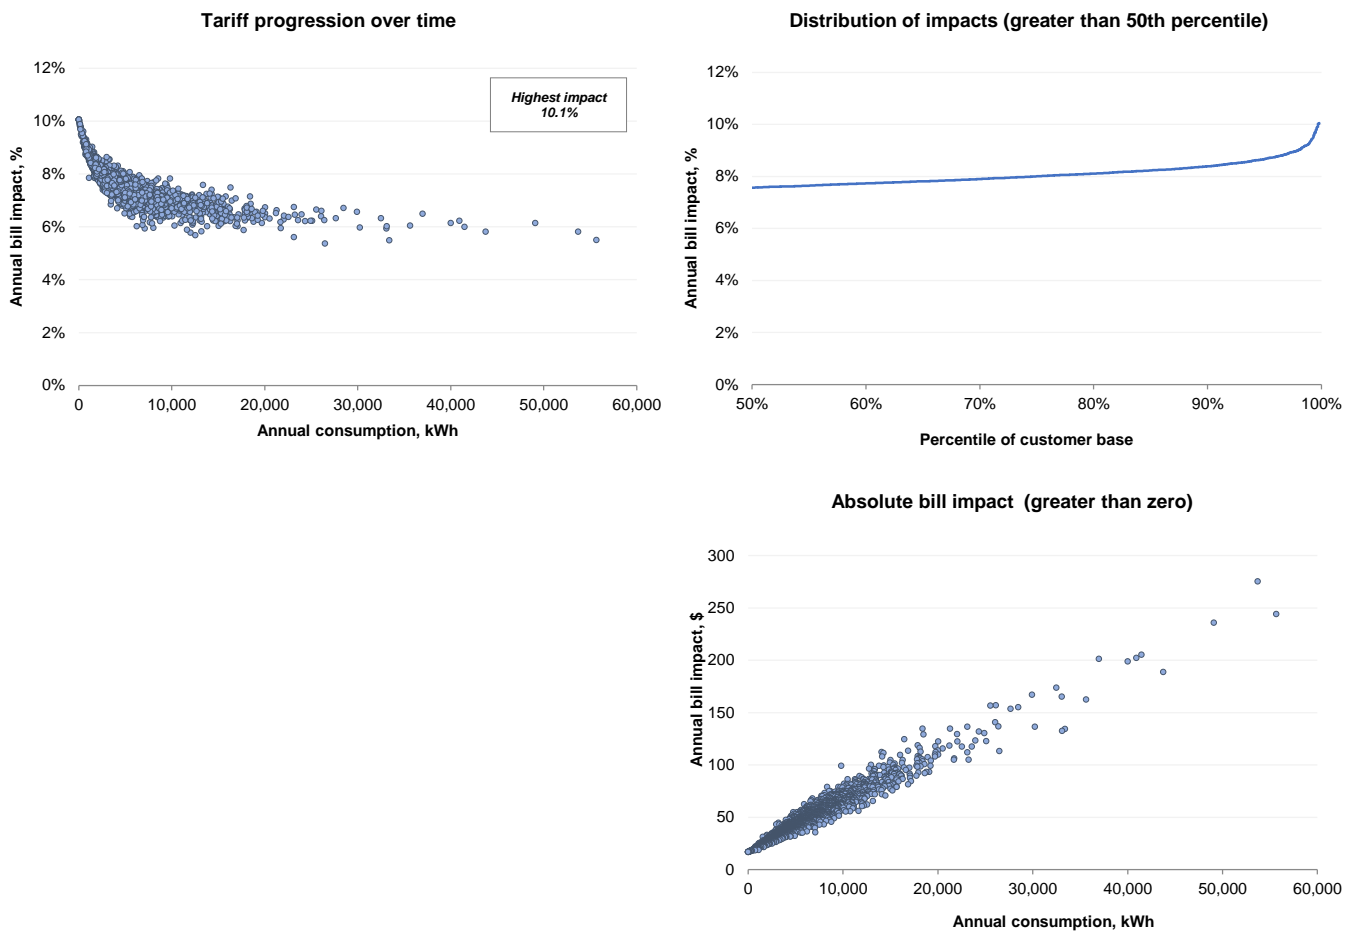 Tariff progression over time
12%
10%
8%
6%
4%
2%
0%
Annual bill impact, %
Highest impact
10.1%
0 10,000 20,000 30,000 40,000 50,000 60,000
Annual consumption, kWh
Distribution of impacts (greater than 50th percentile)
12%
10%
8%
6%
4%
2%
0%
Annual bill impact, %
50% 60% 70% 80% 90% 100%
Percentile of customer base
Absolute bill impact  (greater than zero)
300
250
200
150
100
50
0
Annual bill impact, $
0 10,000 20,000 30,000 40,000 50,000 60,000
Annual consumption, kWh